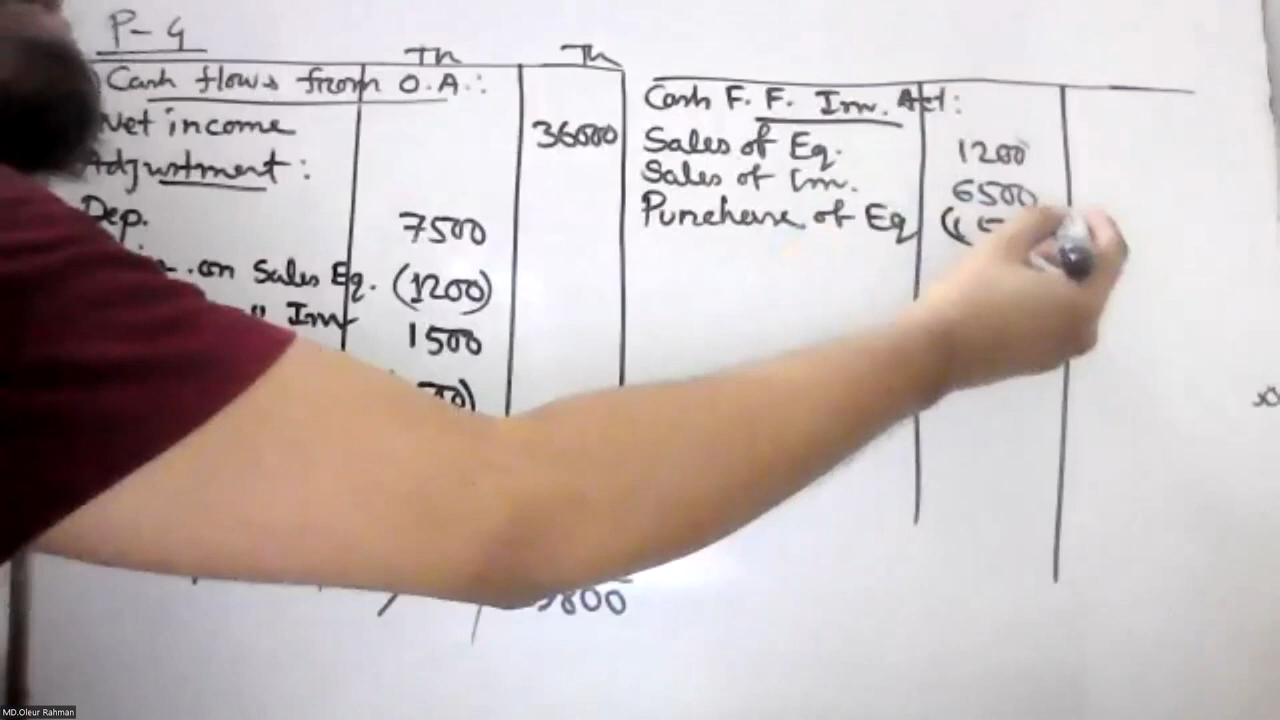 P-4
Tk Tk
Cash flows from O.A.:
Net income 36000
Adjustment:
Dep. 7500
on Sales Eq. (1200)
" Inv 1500
3800
Cash F. F. Inv. Act:
Sales of Eq. 1200
Sales of Inv. 6500
Purchase of Eq
MD.Oleur Rahman